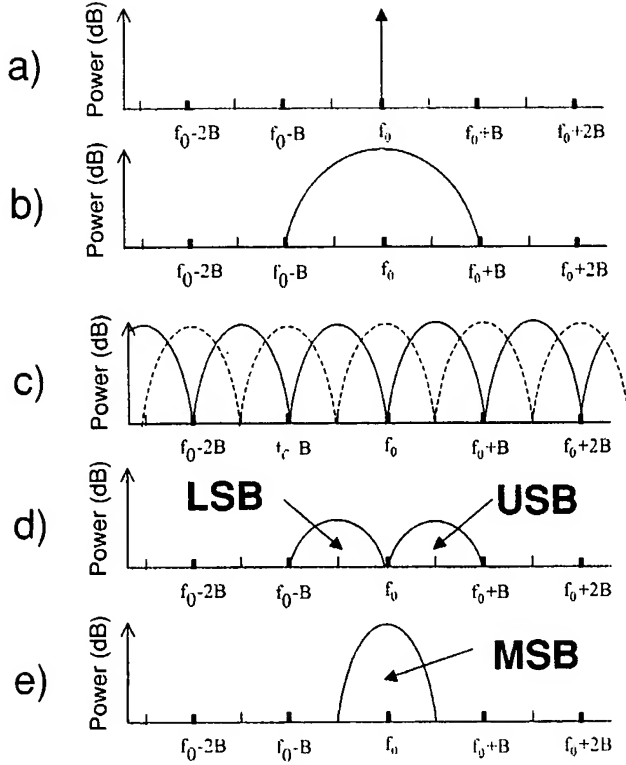 a)
Power (dB)
f₀-2B f₀-B f₀ f₀+B f₀+2B
b)
Power (dB)
f₀-2B f₀-B f₀ f₀+B f₀+2B
c)
Power (dB)
f₀-2B B f₀ f₀+B f₀+2B
d)
Power (dB)
LSB USB
f₀-2B f₀-B f₀ f₀+B f₀+2B
e)
Power (dB)
MSB
f₀-2B f₀-B f₀ f₀+B f₀+2B